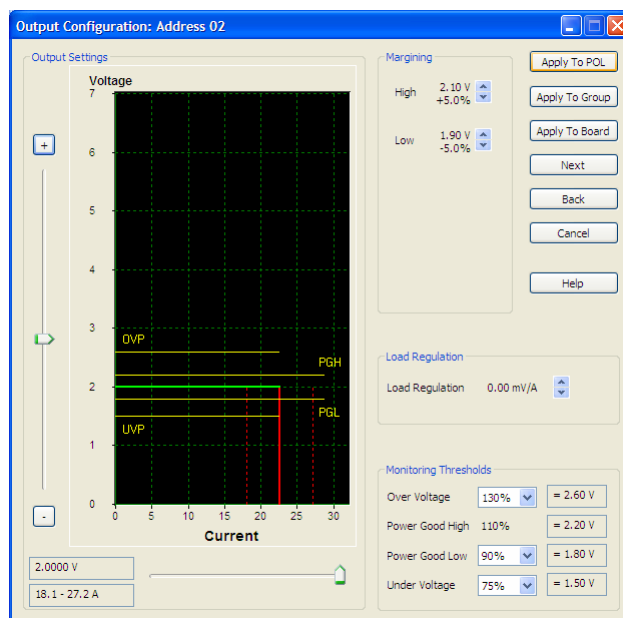 Output Configuration: Address 02
Output Settings
Voltage
7
6
5
4
3
2
1
0
OVP
PGH
PGL
UVP
0 5 10 15 20 25 30
Current
+
-
2.0000 V
18.1 - 27.2 A
Margining
High 2.10 V
+5.0%
Low 1.90 V
-5.0%
Apply To POL
Apply To Group
Apply To Board
Next
Back
Cancel
Help
Load Regulation
Load Regulation 0.00 mV/A
Monitoring Thresholds
Over Voltage 130% = 2.60 V
Power Good High 110% = 2.20 V
Power Good Low 90% = 1.80 V
Under Voltage 75% = 1.50 V